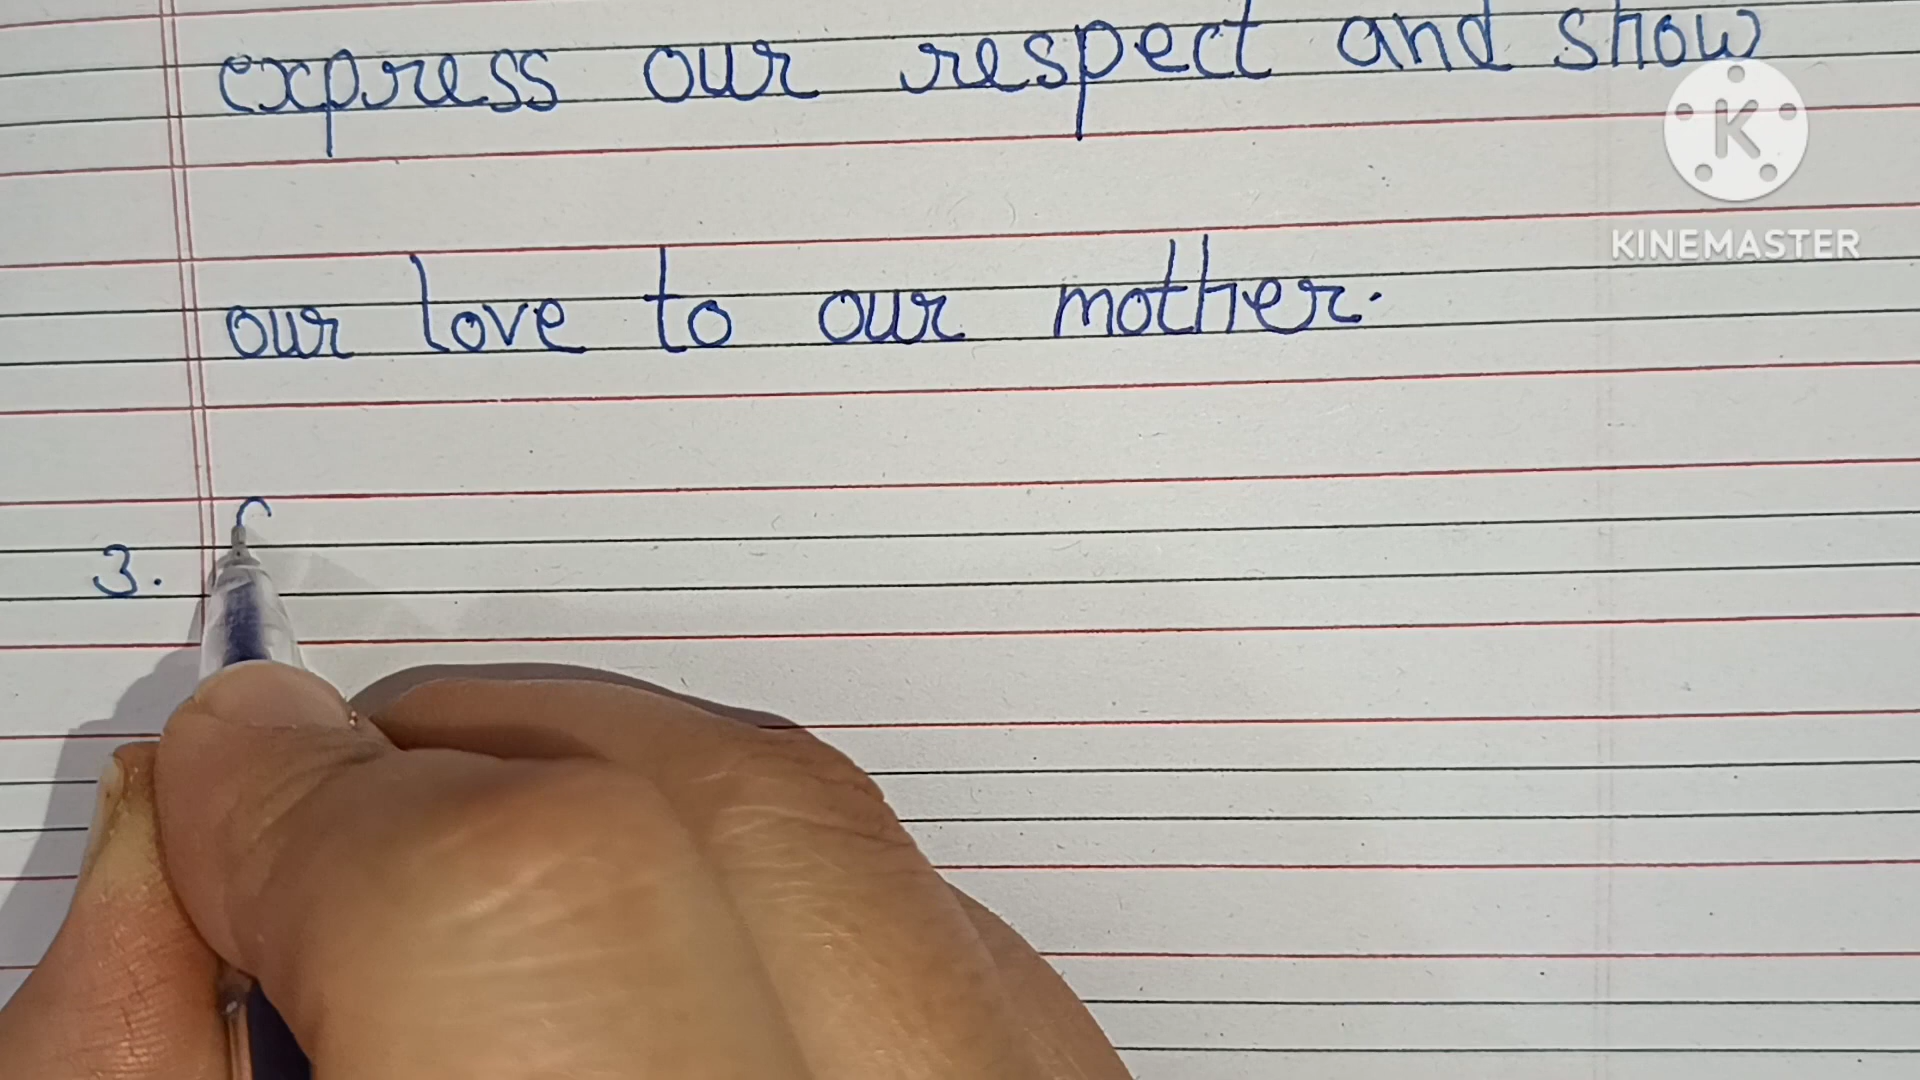 express our respect and show
K
KINEMASTER
our love to our mother.
3.